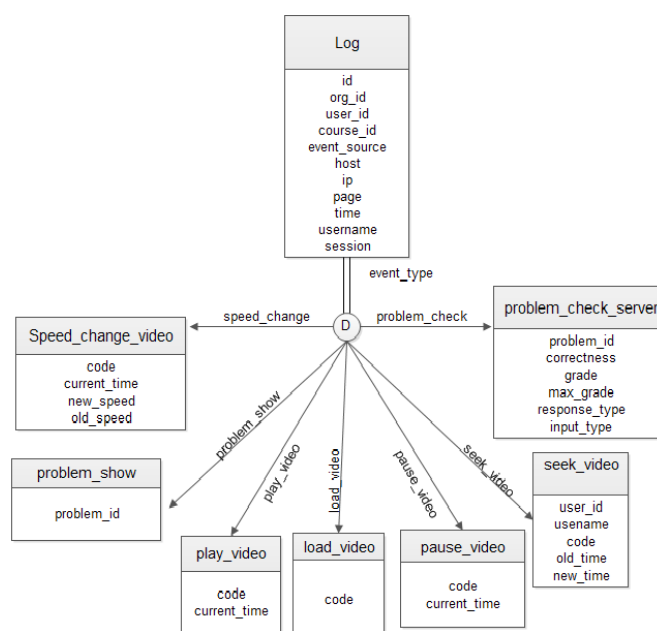 Log
id
org_id
user_id
course_id
event_source
host
ip
page
time
username
session
event_type
speed_change
D
problem_check
Speed_change_video
code
current_time
new_speed
old_speed
problem_check_server
problem_id
correctness
grade
max_grade
response_type
input_type
problem_show
play_video
load_video
pause_video
seek_video
problem_show
problem_id
play_video
code
current_time
load_video
code
pause_video
code
current_time
seek_video
user_id
usename
code
old_time
new_time